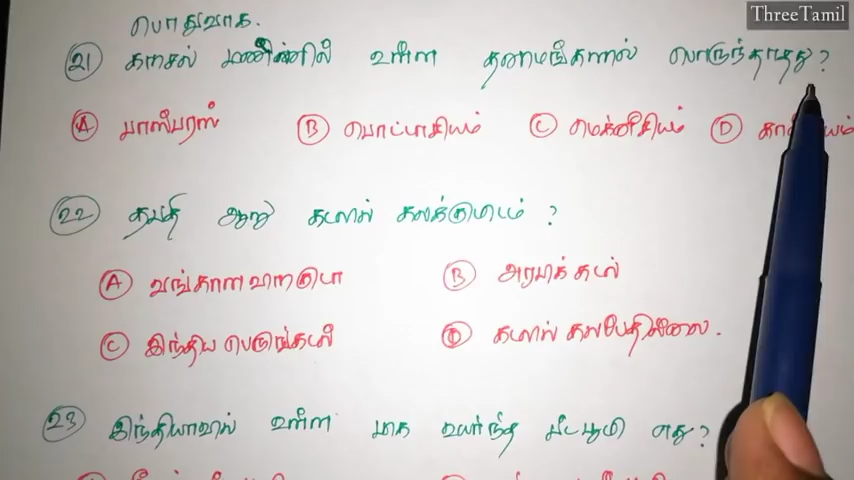 ThreeTamil
பொதுவாக.
21 கரிசல் மண்ணில் உள்ள தனிமங்களில் பொருந்தாதது?
A பாஸ்பரஸ் B பொட்டாசியம் C மெக்னீசியம் D
22 தபதி ஆறு கடலில் கலக்குமிடம் ?
A வங்காள விரிகுடா B அரபிக் கடல்
C இந்திய பெருங்கடல் D கடலில் கலப்பதில்லை.
23 இந்தியாவில் உள்ள மிக உயர்ந்த பீடபூமி எது?